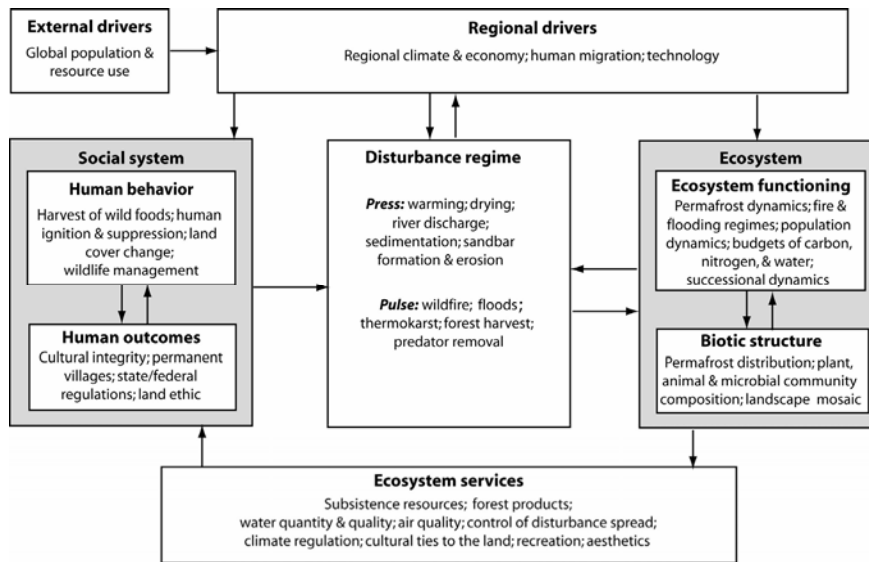 External drivers
Global population &
resource use
Regional drivers
Regional climate & economy; human migration; technology
Social system
Human behavior
Harvest of wild foods; human
ignition & suppression; land
cover change;
wildlife management
Human outcomes
Cultural integrity; permanent
villages; state/federal
regulations; land ethic
Disturbance regime
Press: warming; drying;
river discharge;
sedimentation; sandbar
formation & erosion
Pulse: wildfire; floods;
thermokarst; forest harvest;
predator removal
Ecosystem
Ecosystem functioning
Permafrost dynamics; fire &
flooding regimes; population
dynamics; budgets of carbon,
nitrogen, & water;
successional dynamics
Biotic structure
Permafrost distribution; plant,
animal & microbial community
composition; landscape mosaic
Ecosystem services
Subsistence resources; forest products;
water quantity & quality; air quality; control of disturbance spread;
climate regulation; cultural ties to the land; recreation; aesthetics